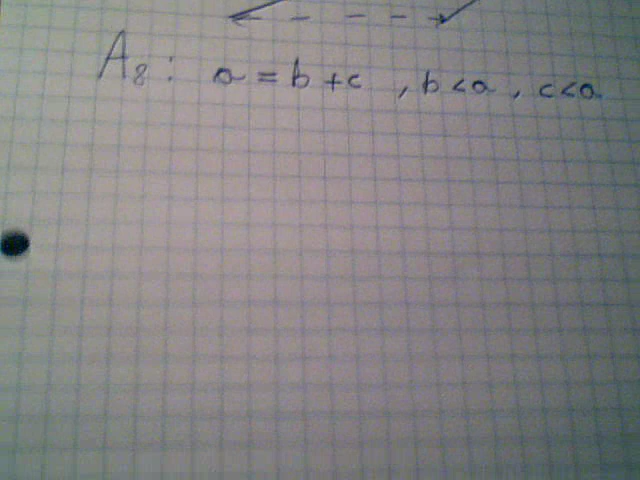 A₈: a = b + c , b < a , c < a